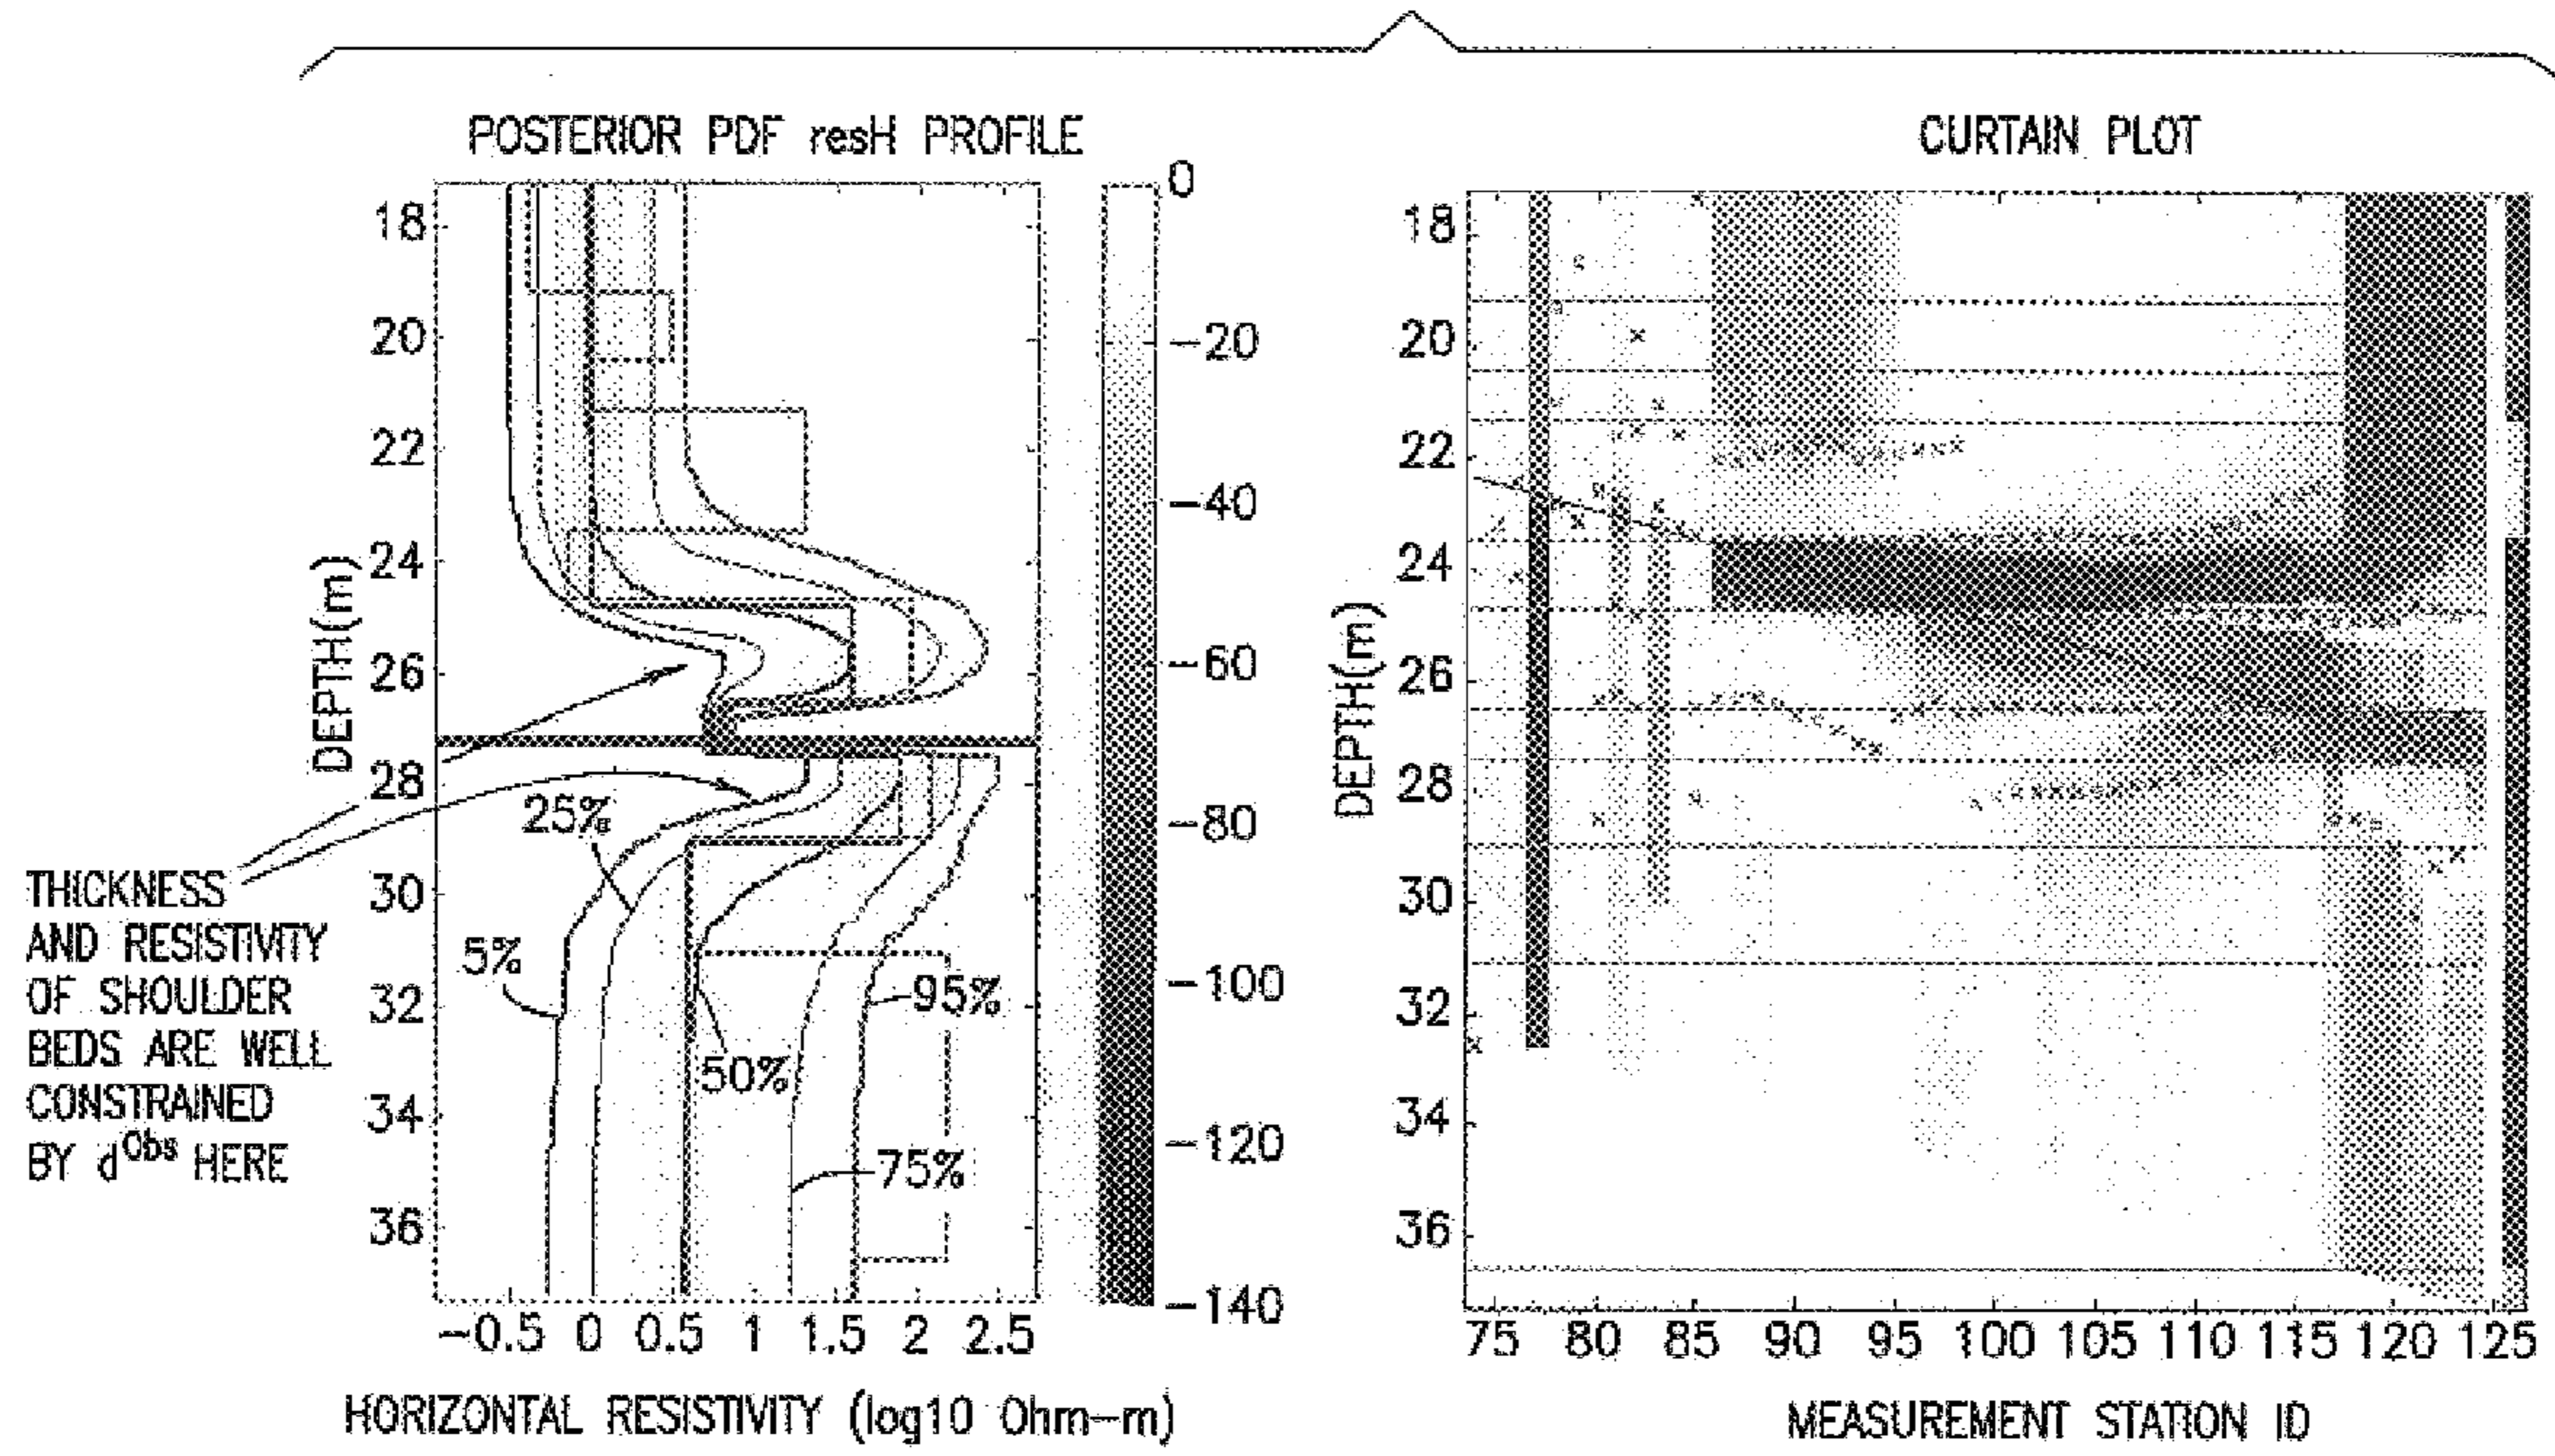 POSTERIOR PDF resH PROFILE
18
20
22
24
26
28
30
32
34
36
DEPTH(m)
-0.5 0 0.5 1 1.5 2 2.5
HORIZONTAL RESISTIVITY (log10 Ohm-m)
25%
5%
50%
95%
75%
THICKNESS
AND RESISTIVITY
OF SHOULDER
BEDS ARE WELL
CONSTRAINED
BY d^Obs HERE
0
-20
-40
-60
-80
-100
-120
-140
CURTAIN PLOT
18
20
22
24
26
28
30
32
34
36
DEPTH(m)
75 80 85 90 95 100 105 110 115 120 125
MEASUREMENT STATION ID